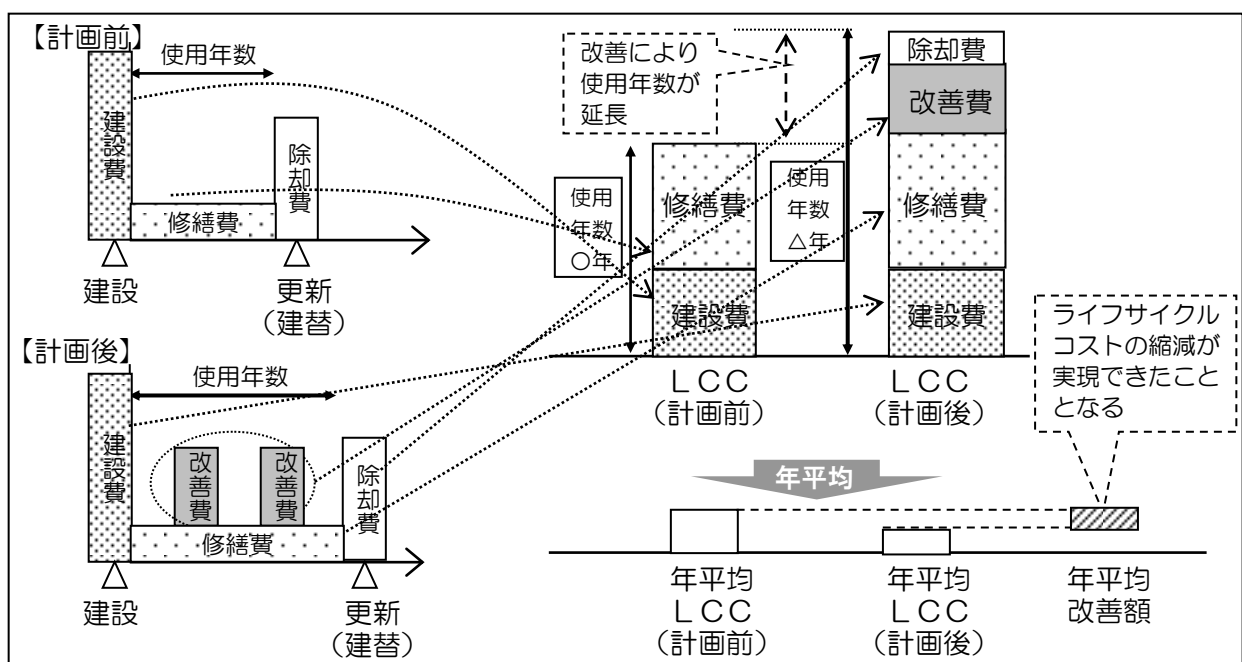 【計画前】
使用年数
建設費
修繕費
除却費
建設
更新
(建替)
【計画後】
使用年数
建設費
改善費
改善費
修繕費
除却費
建設
更新
(建替)
改善により
使用年数が
延長
使用
年数
○年
修繕費
建設費
使用
年数
△年
除却費
改善費
修繕費
建設費
LCC
(計画前)
LCC
(計画後)
ライフサイクル
コストの縮減が
実現できたこと
となる
年平均
年平均
LCC
(計画前)
年平均
LCC
(計画後)
年平均
改善額